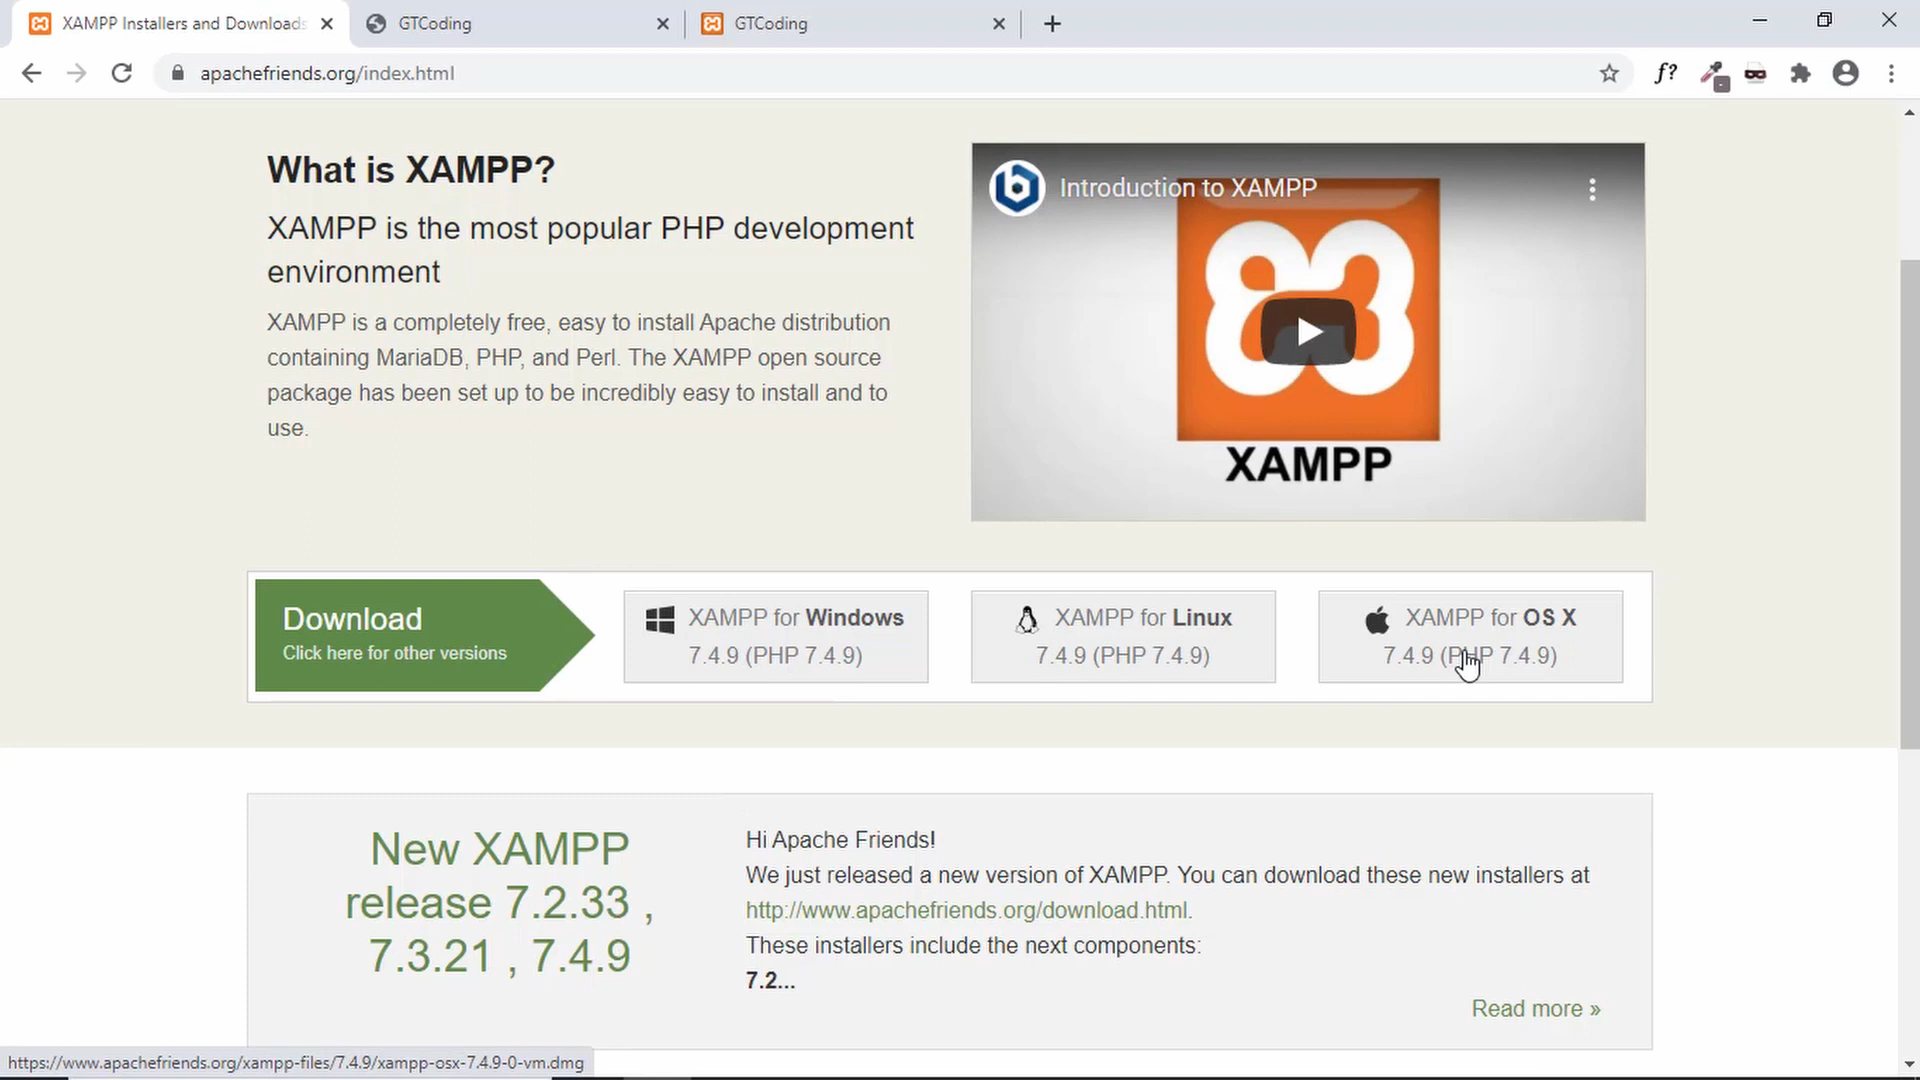 XAMPP Installers and Downloads
GTCoding
GTCoding
apachefriends.org/index.html
f?
What is XAMPP?
XAMPP is the most popular PHP development
environment
XAMPP is a completely free, easy to install Apache distribution
containing MariaDB, PHP, and Perl. The XAMPP open source
package has been set up to be incredibly easy to install and to
use.
Introduction to XAMPP
XAMPP
Download
Click here for other versions
XAMPP for Windows
7.4.9 (PHP 7.4.9)
XAMPP for Linux
7.4.9 (PHP 7.4.9)
XAMPP for OS X
7.4.9 (PHP 7.4.9)
New XAMPP
release 7.2.33 ,
7.3.21 , 7.4.9
Hi Apache Friends!
We just released a new version of XAMPP. You can download these new installers at
http://www.apachefriends.org/download.html.
These installers include the next components:
7.2...
Read more »
https://www.apachefriends.org/xampp-files/7.4.9/xampp-osx-7.4.9-0-vm.dmg